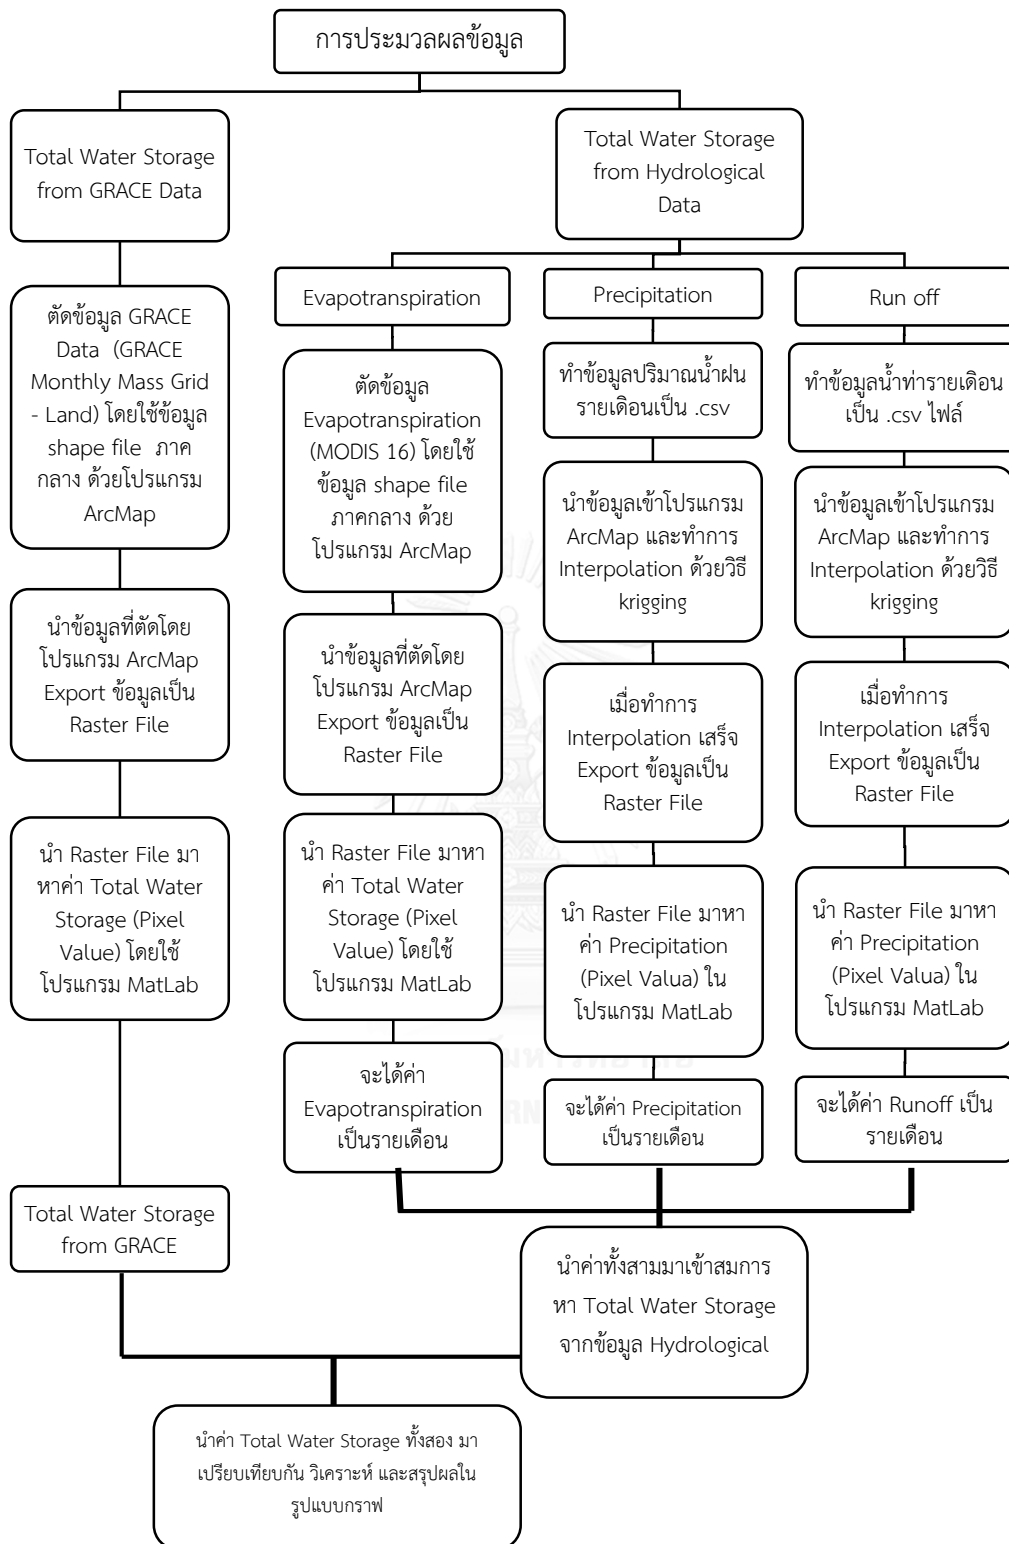 การประมวลผลข้อมูล
Total Water Storage
from GRACE Data
Total Water Storage
from Hydrological
Data
Evapotranspiration
Precipitation
Run off
ตัดข้อมูล GRACE
Data (GRACE
Monthly Mass Grid
- Land) โดยใช้ข้อมูล
shape file ภาค
กลาง ด้วยโปรแกรม
ArcMap
ตัดข้อมูล
Evapotranspiration
(MODIS 16) โดยใช้
ข้อมูล shape file
ภาคกลาง ด้วย
โปรแกรม ArcMap
ทำข้อมูลปริมาณน้ำฝน
รายเดือนเป็น .csv
ทำข้อมูลน้ำท่ารายเดือน
เป็น .csv ไฟล์
นำข้อมูลเข้าโปรแกรม
ArcMap และทำการ
Interpolation ด้วยวิธี
krigging
นำข้อมูลเข้าโปรแกรม
ArcMap และทำการ
Interpolation ด้วยวิธี
krigging
นำข้อมูลที่ตัดโดย
โปรแกรม ArcMap
Export ข้อมูลเป็น
Raster File
นำข้อมูลที่ตัดโดย
โปรแกรม ArcMap
Export ข้อมูลเป็น
Raster File
เมื่อทำการ
Interpolation เสร็จ
Export ข้อมูลเป็น
Raster File
เมื่อทำการ
Interpolation เสร็จ
Export ข้อมูลเป็น
Raster File
นำ Raster File มา
หาค่า Total Water
Storage (Pixel
Value) โดยใช้
โปรแกรม MatLab
นำ Raster File มาหา
ค่า Total Water
Storage (Pixel
Value) โดยใช้
โปรแกรม MatLab
นำ Raster File มาหา
ค่า Precipitation
(Pixel Valua) ใน
โปรแกรม MatLab
นำ Raster File มาหา
ค่า Precipitation
(Pixel Valua) ใน
โปรแกรม MatLab
จะได้ค่า
Evapotranspiration
เป็นรายเดือน
จะได้ค่า Precipitation
เป็นรายเดือน
จะได้ค่า Runoff เป็น
รายเดือน
Total Water Storage
from GRACE
นำค่าทั้งสามมาเข้าสมการ
หา Total Water Storage
จากข้อมูล Hydrological
นำค่า Total Water Storage ทั้งสอง มา
เปรียบเทียบกัน วิเคราะห์ และสรุปผลใน
รูปแบบกราฟ